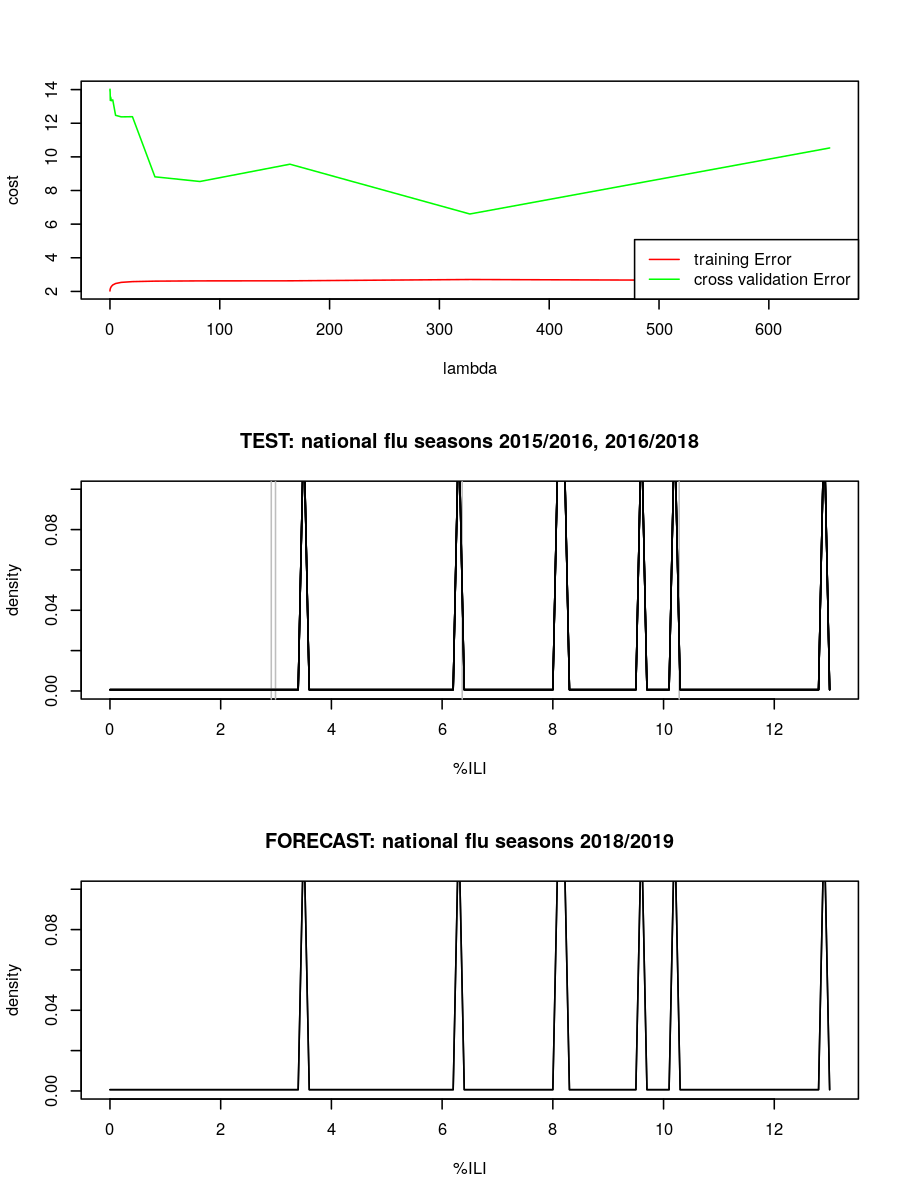 14
12
10
8
6
4
2
cost
training Error
cross validation Error
0 100 200 300 400 500 600
lambda
TEST: national flu seasons 2015/2016, 2016/2018
0.08
0.04
0.00
density
0 2 4 6 8 10 12
%ILI
FORECAST: national flu seasons 2018/2019
0.08
0.04
0.00
density
0 2 4 6 8 10 12
%ILI